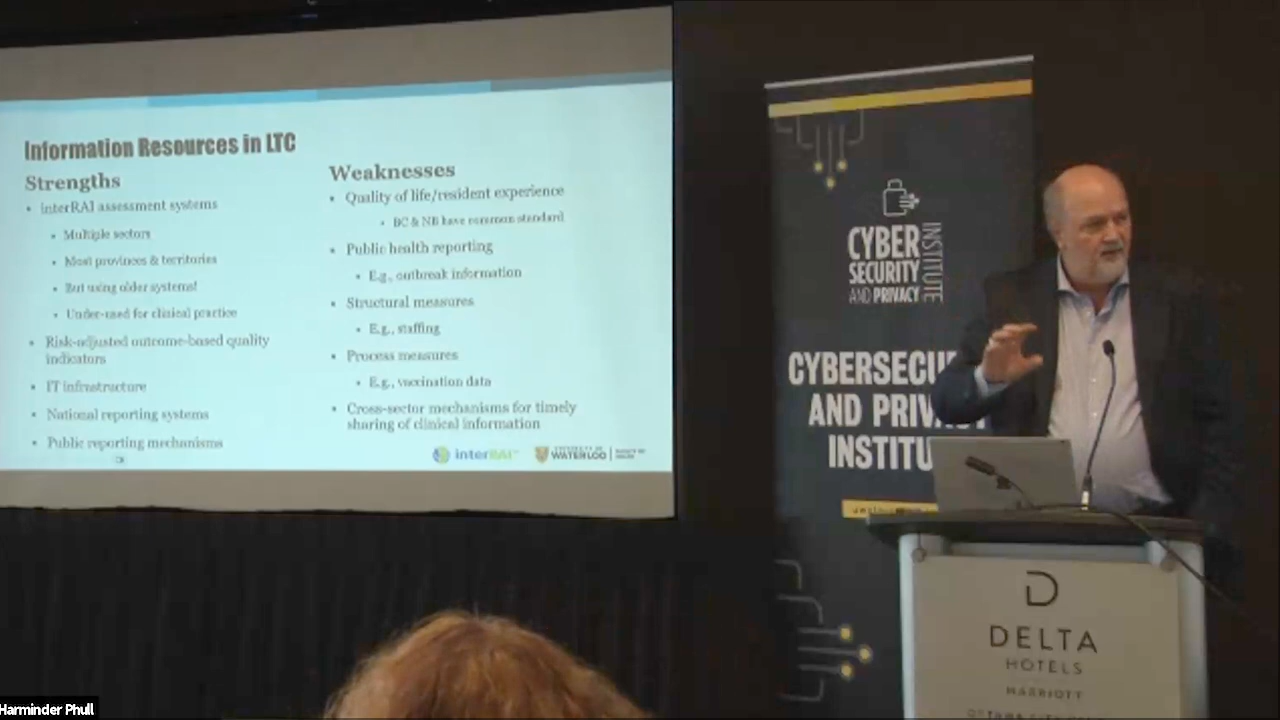 Information Resources in LTC
Strengths
• interRAI assessment systems
• Multiple sectors
• Most provinces & territories
• But using older systems!
• Under-used for clinical practice
• Risk-adjusted outcome-based quality
indicators
• IT infrastructure
• National reporting systems
• Public reporting mechanisms
Weaknesses
• Quality of life/resident experience
• BC & NB have common standard
• Public health reporting
• E.g., outbreak information
• Structural measures
• E.g., staffing
• Process measures
• E.g., vaccination data
• Cross-sector mechanisms for timely
sharing of clinical information
interRAI
UNIVERSITY OF
WATERLOO
CYBER
SECURITY
AND PRIVACY
INSTITUTE
CYBERSECU
AND PRIVACY
INSTITU
D
DELTA
HOTELS
MARRIOTT
Harminder Phull